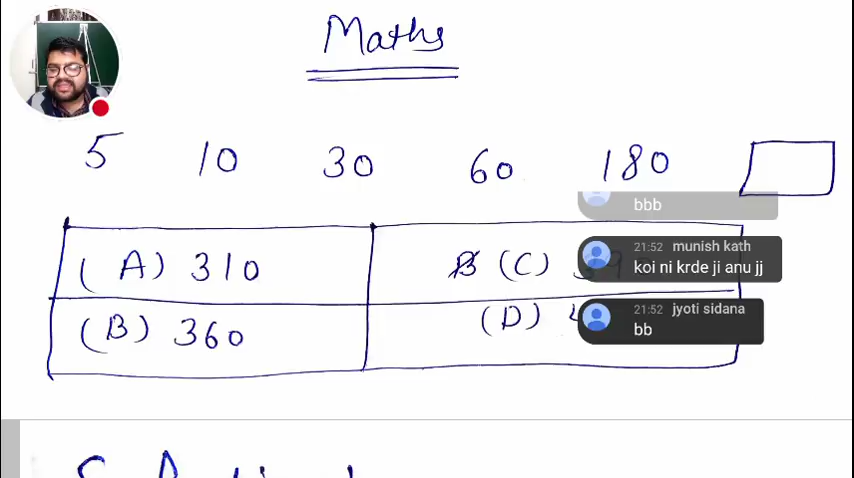 Maths
5 10 30 60 180
bbb
(A) 310 (C)
21:52 munish kath
koi ni krde ji anu jj
(B) 360 (D)
21:52 jyoti sidana
bb